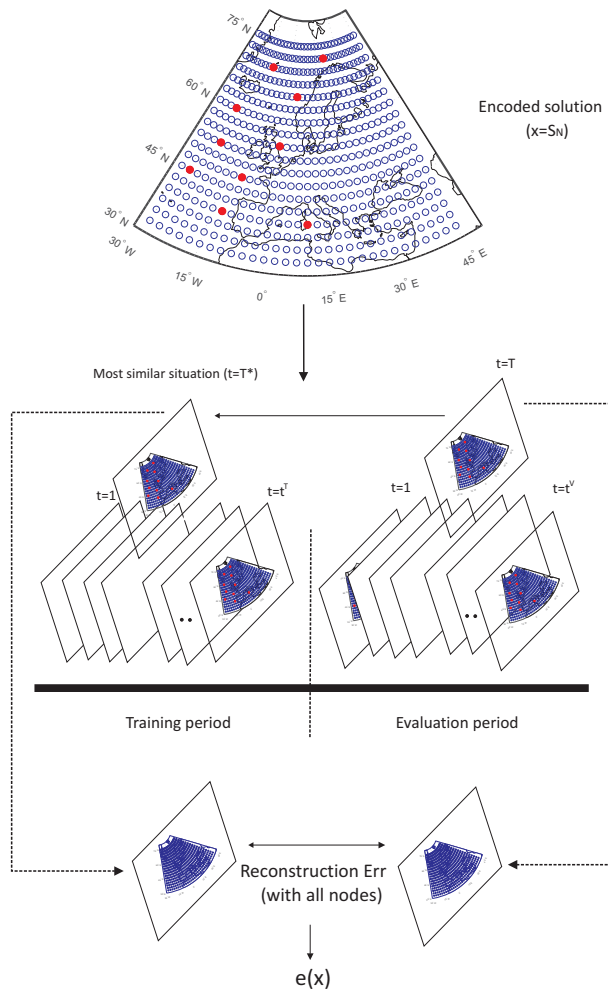 75°N
60°N
45°N
30°N
30°W
15°W
0°
15°E
30°E
45°E
Encoded solution
(x=SN)
Most similar situation (t=T*)
t=T
t=1
t=tT
t=1
t=tV
Training period
Evaluation period
Reconstruction Err
(with all nodes)
e(x)